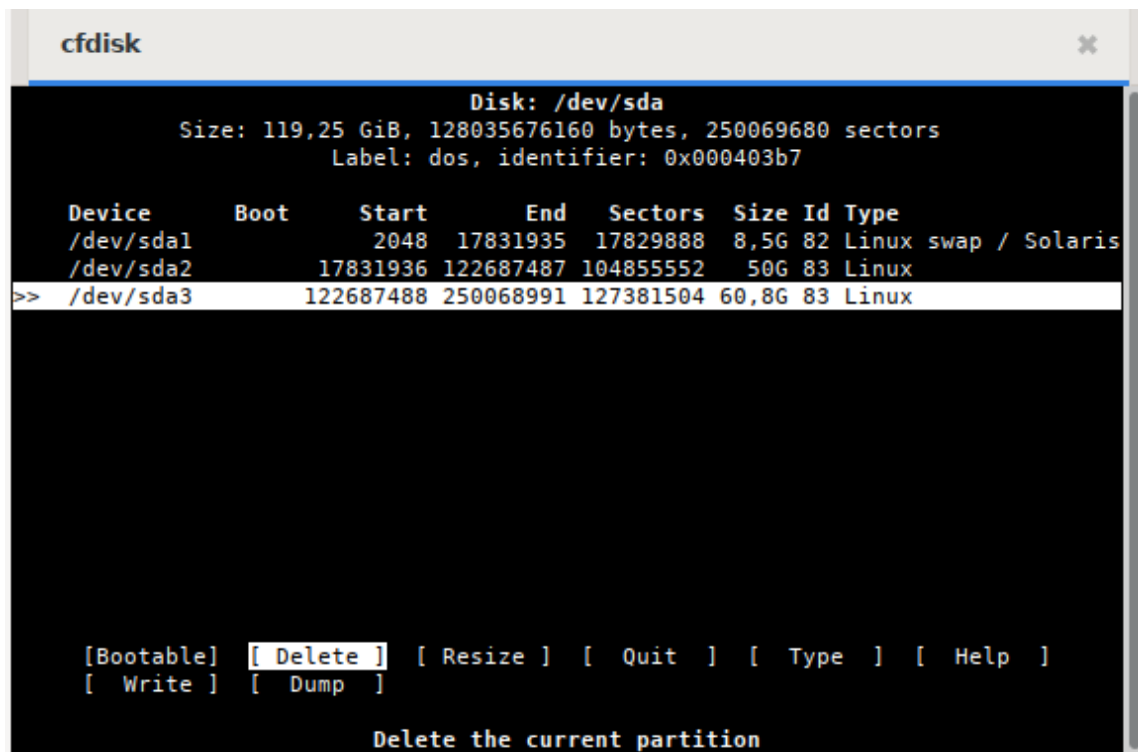 cfdisk
Disk: /dev/sda
Size: 119,25 GiB, 128035676160 bytes, 250069680 sectors
Label: dos, identifier: 0x000403b7
Device Boot Start End Sectors Size Id Type
/dev/sda1 2048 17831935 17829888 8,5G 82 Linux swap / Solaris
/dev/sda2 17831936 122687487 104855552 50G 83 Linux
>> /dev/sda3 122687488 250068991 127381504 60,8G 83 Linux
[Bootable] [ Delete ] [ Resize ] [ Quit ] [ Type ] [ Help ]
[ Write ] [ Dump ]
Delete the current partition